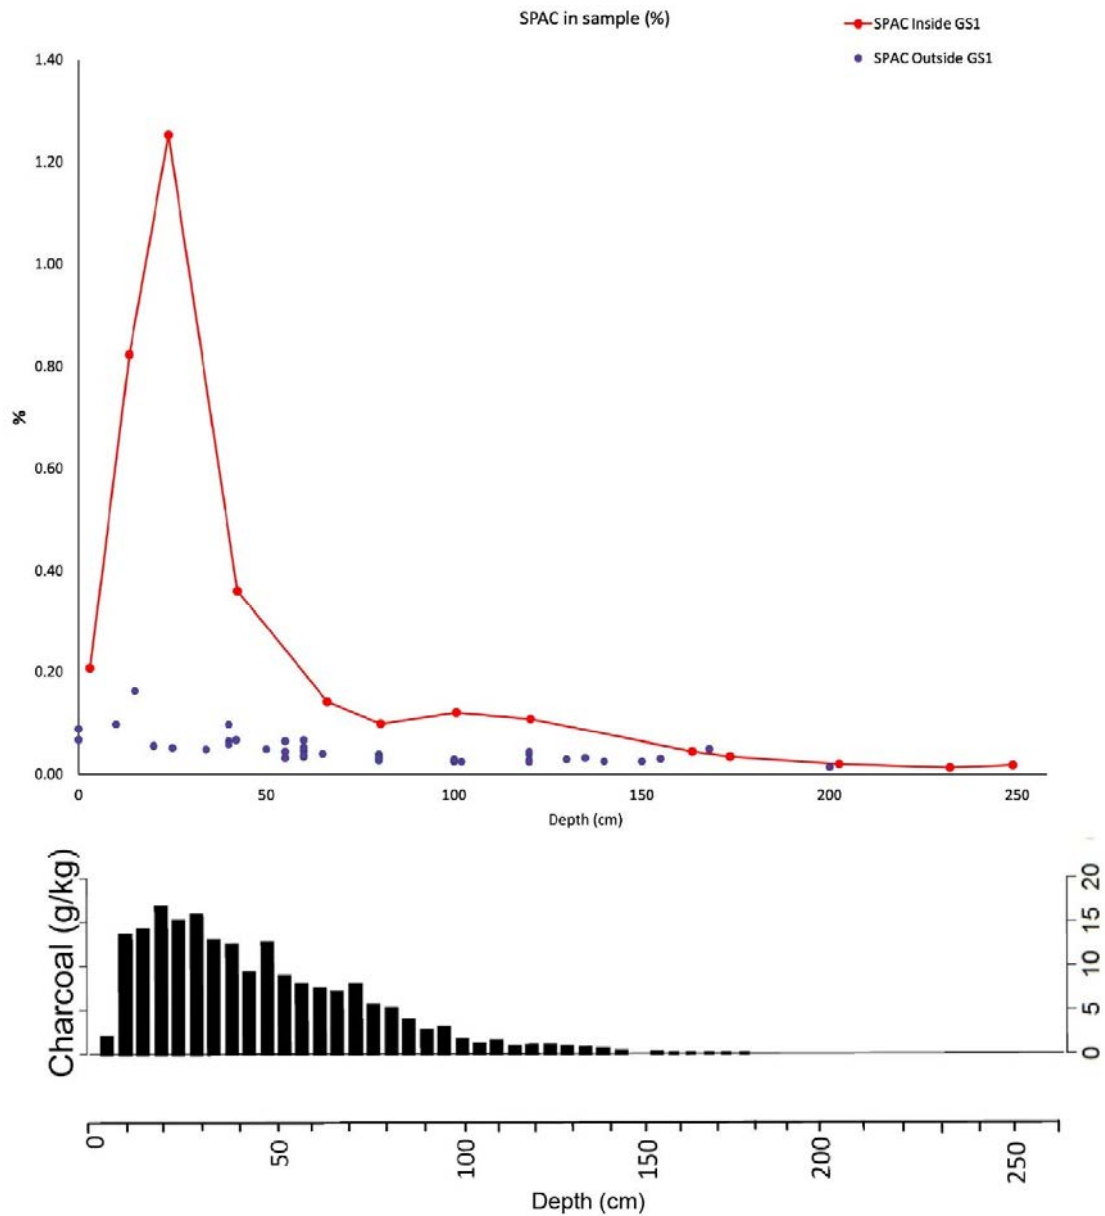 SPAC in sample (%)
SPAC Inside GS1
SPAC Outside GS1
1.40
1.20
1.00
0.80
0.60
0.40
0.20
0.00
%
0 50 100 150 200 250
Depth (cm)
Charcoal (g/kg)
20
15
10
5
0
0 50 100 150 200 250
Depth (cm)